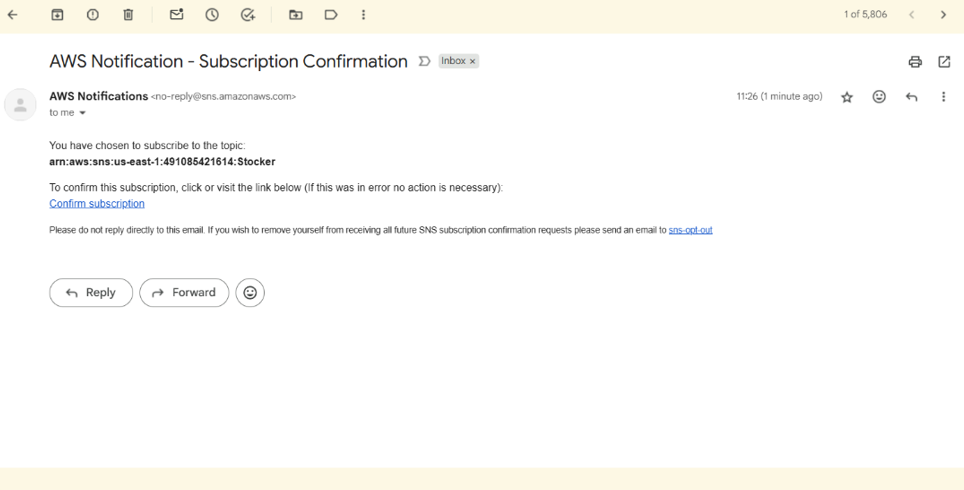 1 of 5,806
AWS Notification - Subscription Confirmation Inbox ×
AWS Notifications <no-reply@sns.amazonaws.com> 11:26 (1 minute ago)
to me
You have chosen to subscribe to the topic:
arn:aws:sns:us-east-1:491085421614:Stocker
To confirm this subscription, click or visit the link below (If this was in error no action is necessary):
Confirm subscription
Please do not reply directly to this email. If you wish to remove yourself from receiving all future SNS subscription confirmation requests please send an email to sns-opt-out
Reply Forward